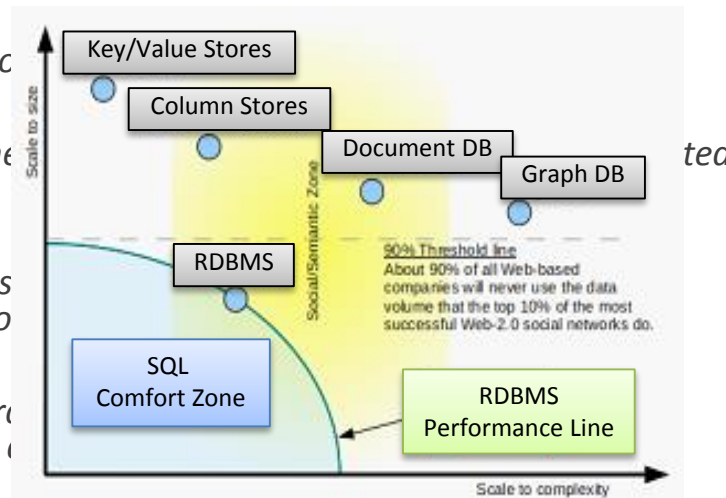 Key/Value Stores
Column Stores
Document DB
Graph DB
ted
Scale to size
Social/Semantic Zone
90% Threshold line
About 90% of all Web-based
companies will never use the data
volume that the top 10% of the most
successful Web-2.0 social networks do.
RDBMS
SQL
Comfort Zone
RDBMS
Performance Line
Scale to complexity